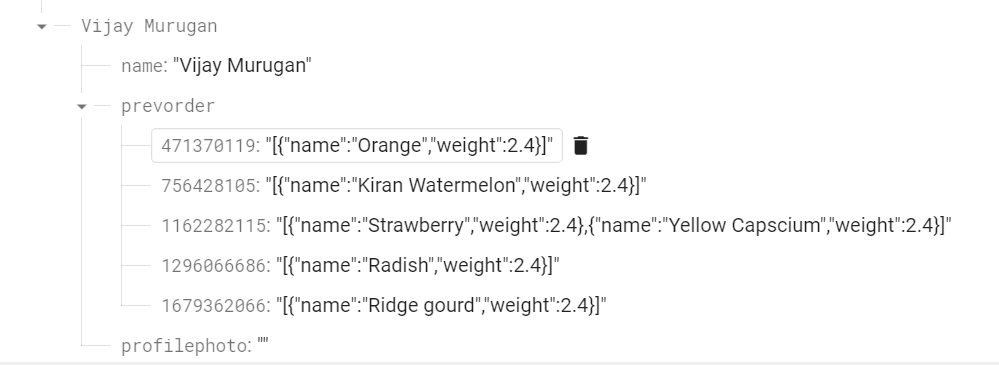 Vijay Murugan
name: "Vijay Murugan"
prevorder
471370119: "[{"name":"Orange","weight":2.4}]"
756428105: "[{"name":"Kiran Watermelon","weight":2.4}]"
1162282115: "[{"name":"Strawberry","weight":2.4},{"name":"Yellow Capscium","weight":2.4}]"
1296066686: "[{"name":"Radish","weight":2.4}]"
1679362066: "[{"name":"Ridge gourd","weight":2.4}]"
profilephoto: ""